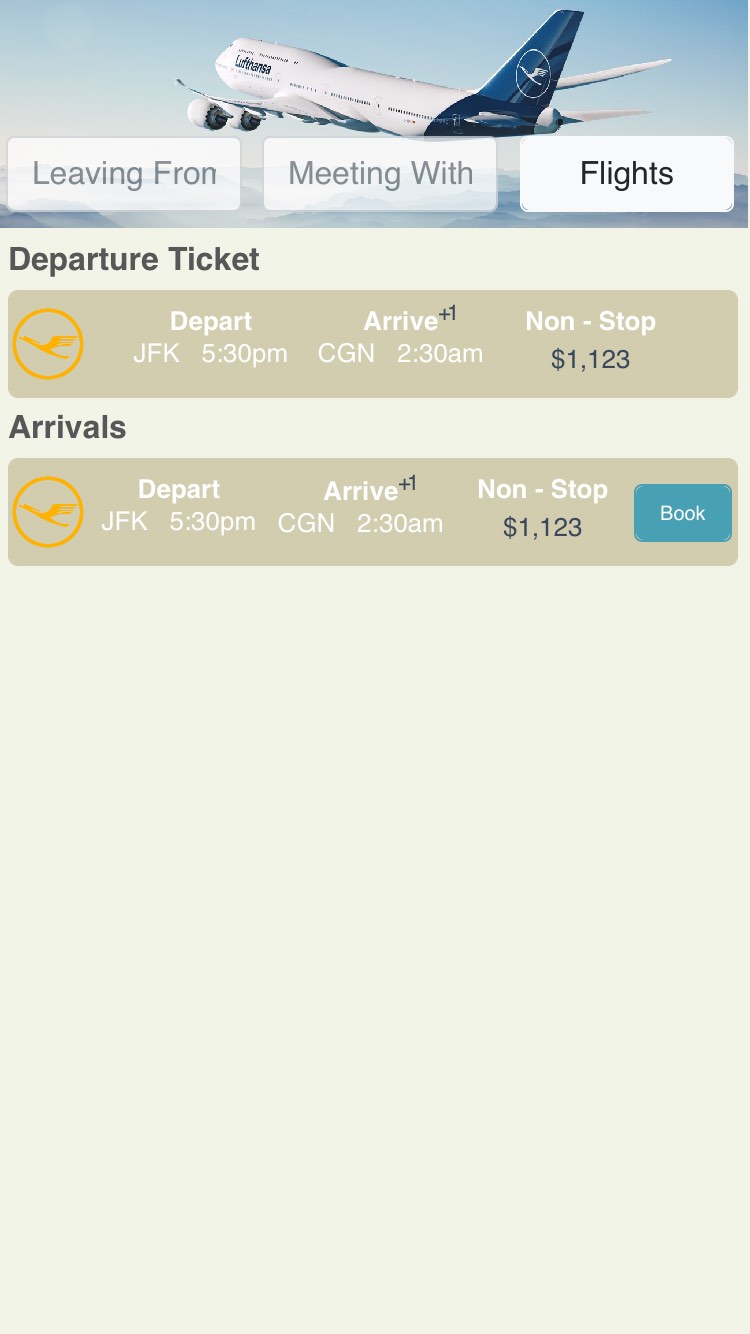 Lufthansa
Leaving From
Meeting With
Flights
Departure Ticket
Depart Arrive+1 Non - Stop
JFK 5:30pm CGN 2:30am $1,123
Arrivals
Depart Arrive+1 Non - Stop
JFK 5:30pm CGN 2:30am $1,123
Book